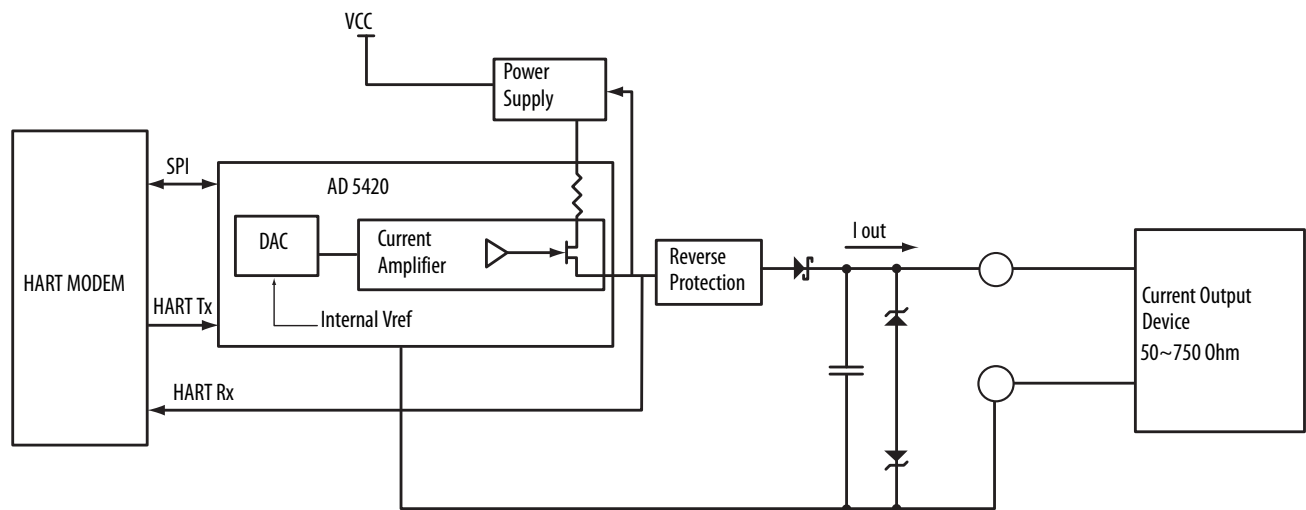 VCC
Power
Supply
SPI
AD 5420
DAC
Current
Amplifier
I out
Reverse
Protection
HART MODEM
Current Output
Device
50~750 Ohm
HART Tx
Internal Vref
HART Rx